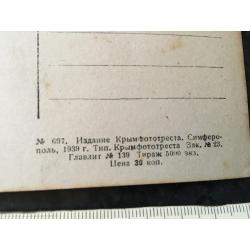 № 697. Издание Крымфототреста. Симферо-
поль, 1939 г. Тип. Крымфототреста Зак. № 23.
Главлит № 139 Тираж 5000 экз.
Цена 30 коп.